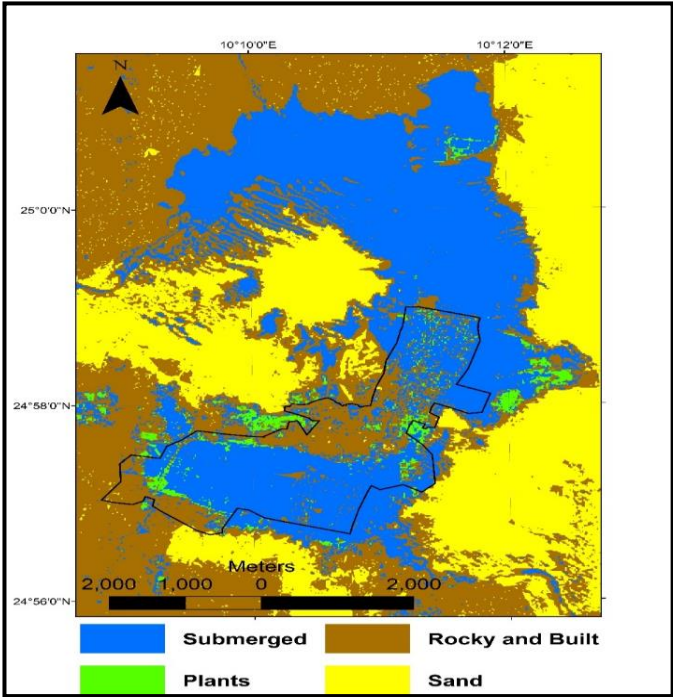 10°10'0"E 10°12'0"E
N
25°0'0"N
24°58'0"N
Meters
2,000 1,000 0 2,000
24°56'0"N
Submerged Rocky and Built
Plants Sand